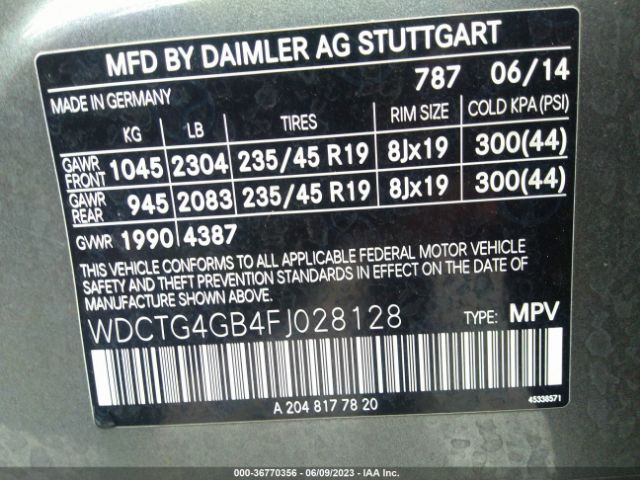 MFD BY DAIMLER AG STUTTGART
787 06/14
MADE IN GERMANY
KG LB TIRES RIM SIZE COLD KPA (PSI)
GAWR FRONT 1045 2304 235/45 R19 8Jx19 300(44)
GAWR REAR 945 2083 235/45 R19 8Jx19 300(44)
GVWR 1990 4387
THIS VEHICLE CONFORMS TO ALL APPLICABLE FEDERAL MOTOR VEHICLE
SAFETY AND THEFT PREVENTION STANDARDS IN EFFECT ON THE DATE OF
MANUFACTURE SHOWN ABOVE.
WDCTG4GB4FJ028128 TYPE: MPV
A 204 817 78 20
45338571
000-36770356 - 06/09/2023 - IAA Inc.